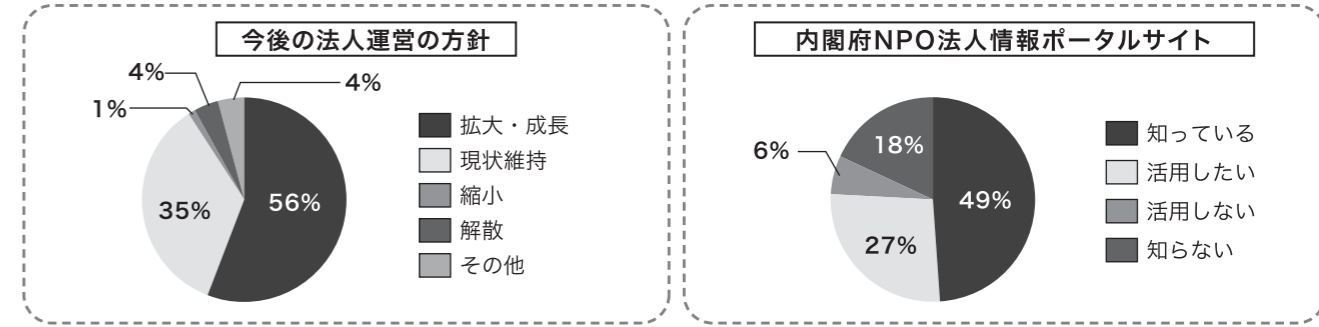 今後の法人運営の方針
4%
4%
1%
35%
56%
拡大・成長
現状維持
縮小
解散
その他
内閣府NPO法人情報ポータルサイト
6%
18%
49%
27%
知っている
活用したい
活用しない
知らない